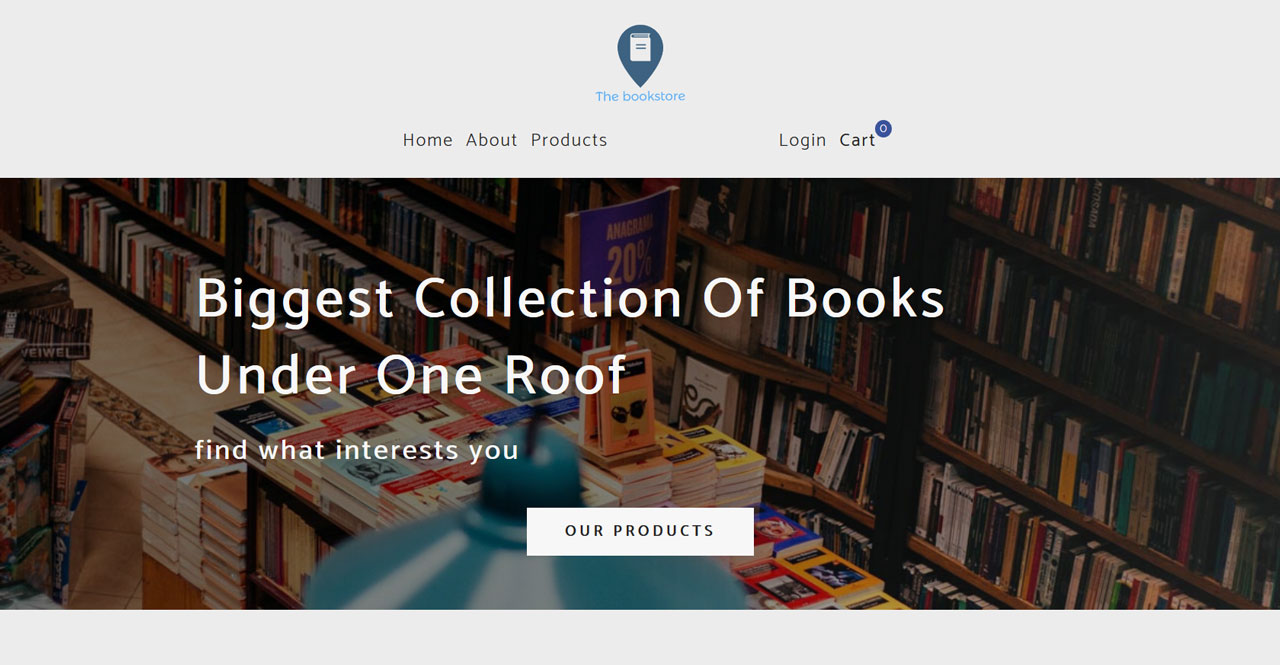 The bookstore
Home About Products Login Cart 0
ANAGRAMA
20%
Biggest Collection Of Books
Under One Roof
find what interests you
OUR PRODUCTS